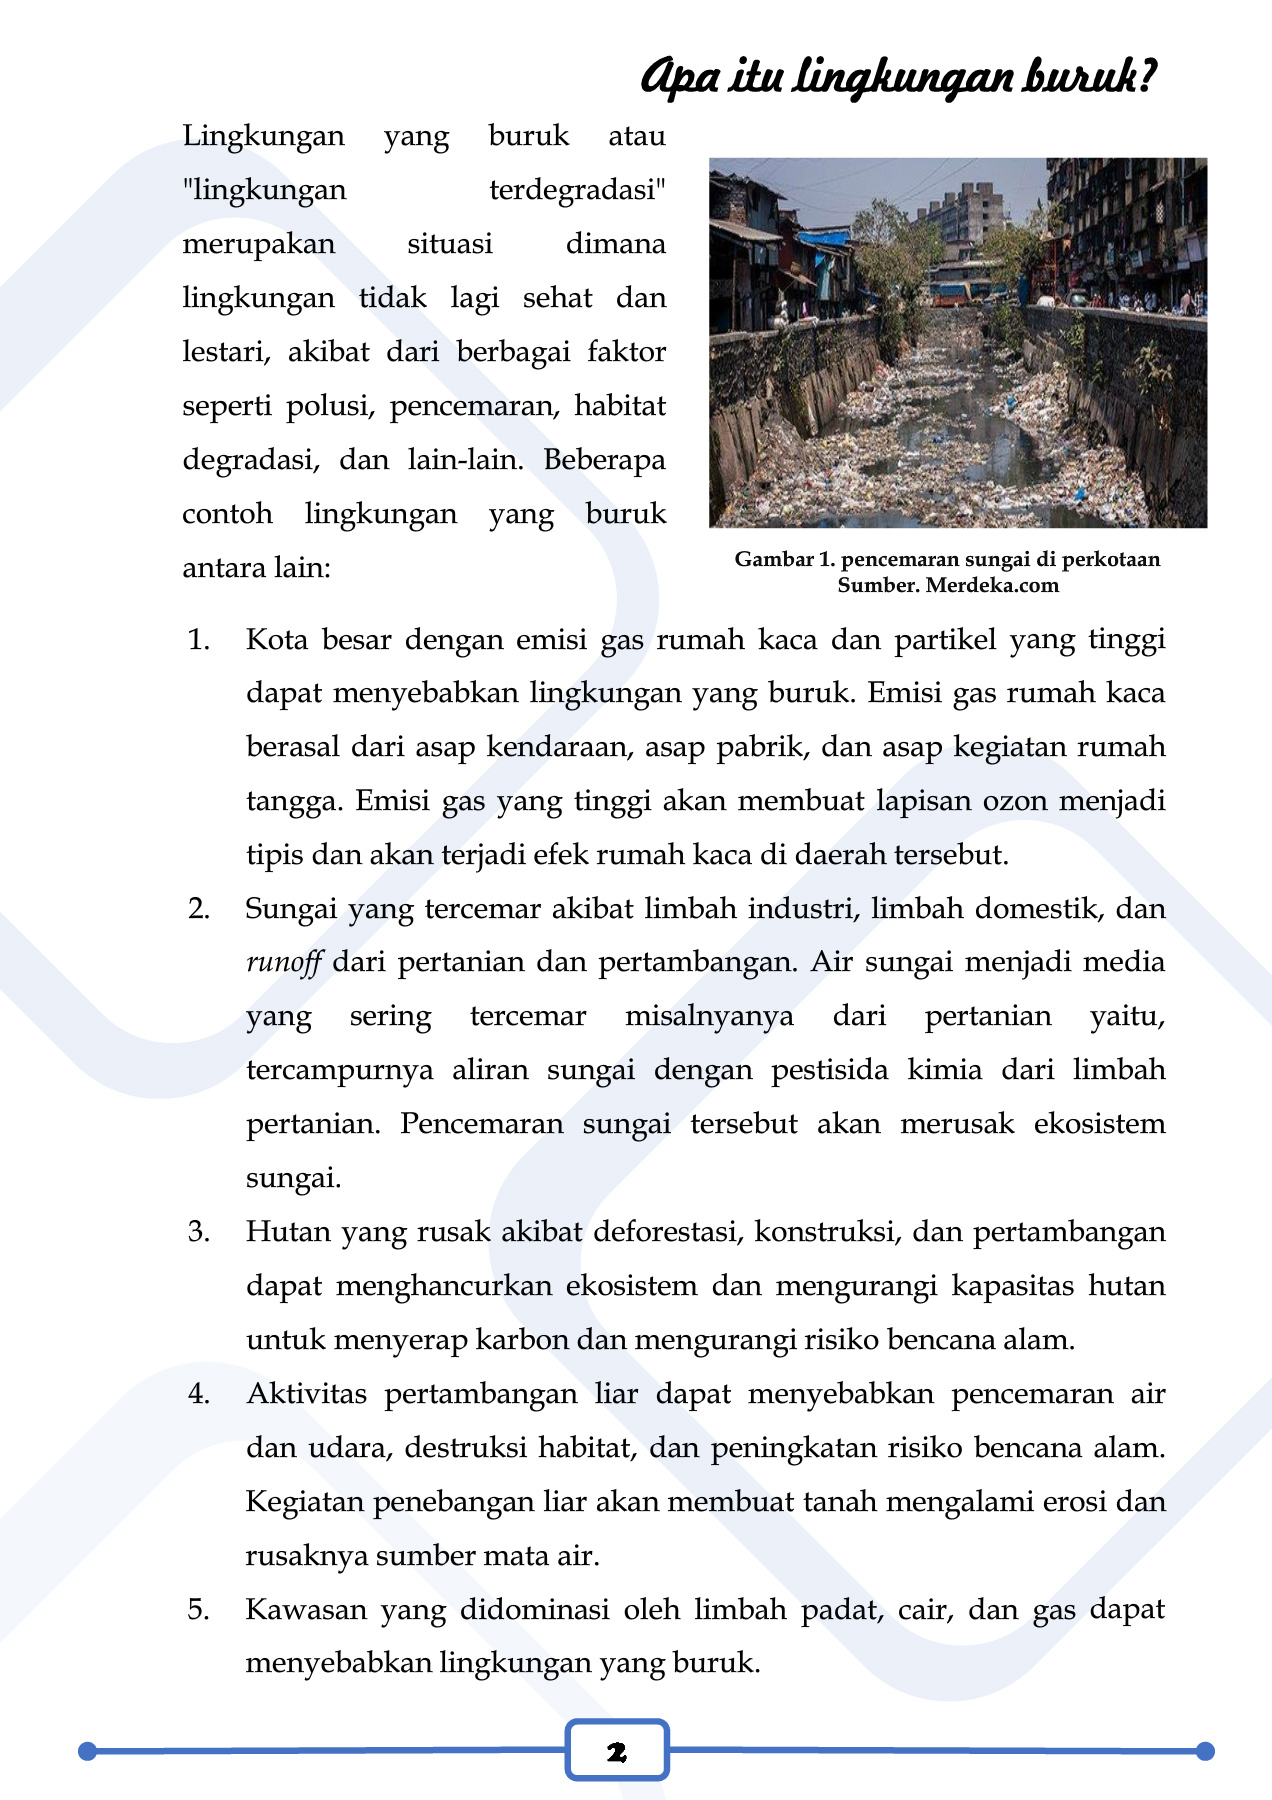 Apa itu lingkungan buruk?
Lingkungan yang buruk atau
"lingkungan terdegradasi"
merupakan situasi dimana
lingkungan tidak lagi sehat dan
lestari, akibat dari berbagai faktor
seperti polusi, pencemaran, habitat
degradasi, dan lain-lain. Beberapa
contoh lingkungan yang buruk
antara lain:
Gambar 1. pencemaran sungai di perkotaan
Sumber. Merdeka.com
1. Kota besar dengan emisi gas rumah kaca dan partikel yang tinggi
dapat menyebabkan lingkungan yang buruk. Emisi gas rumah kaca
berasal dari asap kendaraan, asap pabrik, dan asap kegiatan rumah
tangga. Emisi gas yang tinggi akan membuat lapisan ozon menjadi
tipis dan akan terjadi efek rumah kaca di daerah tersebut.
2. Sungai yang tercemar akibat limbah industri, limbah domestik, dan
runoff dari pertanian dan pertambangan. Air sungai menjadi media
yang sering tercemar misalnyanya dari pertanian yaitu,
tercampurnya aliran sungai dengan pestisida kimia dari limbah
pertanian. Pencemaran sungai tersebut akan merusak ekosistem
sungai.
3. Hutan yang rusak akibat deforestasi, konstruksi, dan pertambangan
dapat menghancurkan ekosistem dan mengurangi kapasitas hutan
untuk menyerap karbon dan mengurangi risiko bencana alam.
4. Aktivitas pertambangan liar dapat menyebabkan pencemaran air
dan udara, destruksi habitat, dan peningkatan risiko bencana alam.
Kegiatan penebangan liar akan membuat tanah mengalami erosi dan
rusaknya sumber mata air.
5. Kawasan yang didominasi oleh limbah padat, cair, dan gas dapat
menyebabkan lingkungan yang buruk.
2